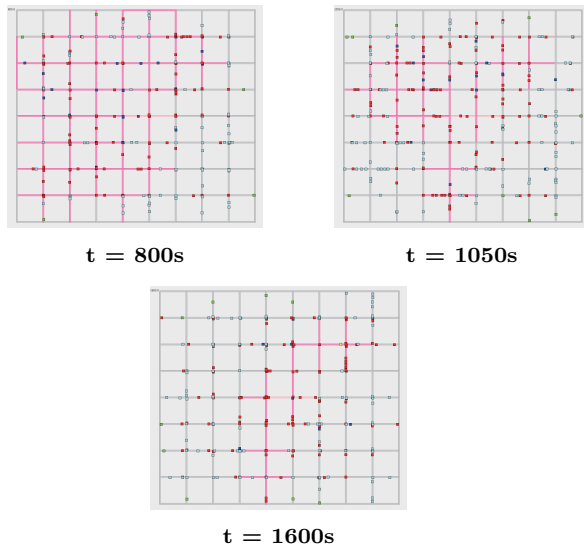 t = 800s
t = 1050s
t = 1600s